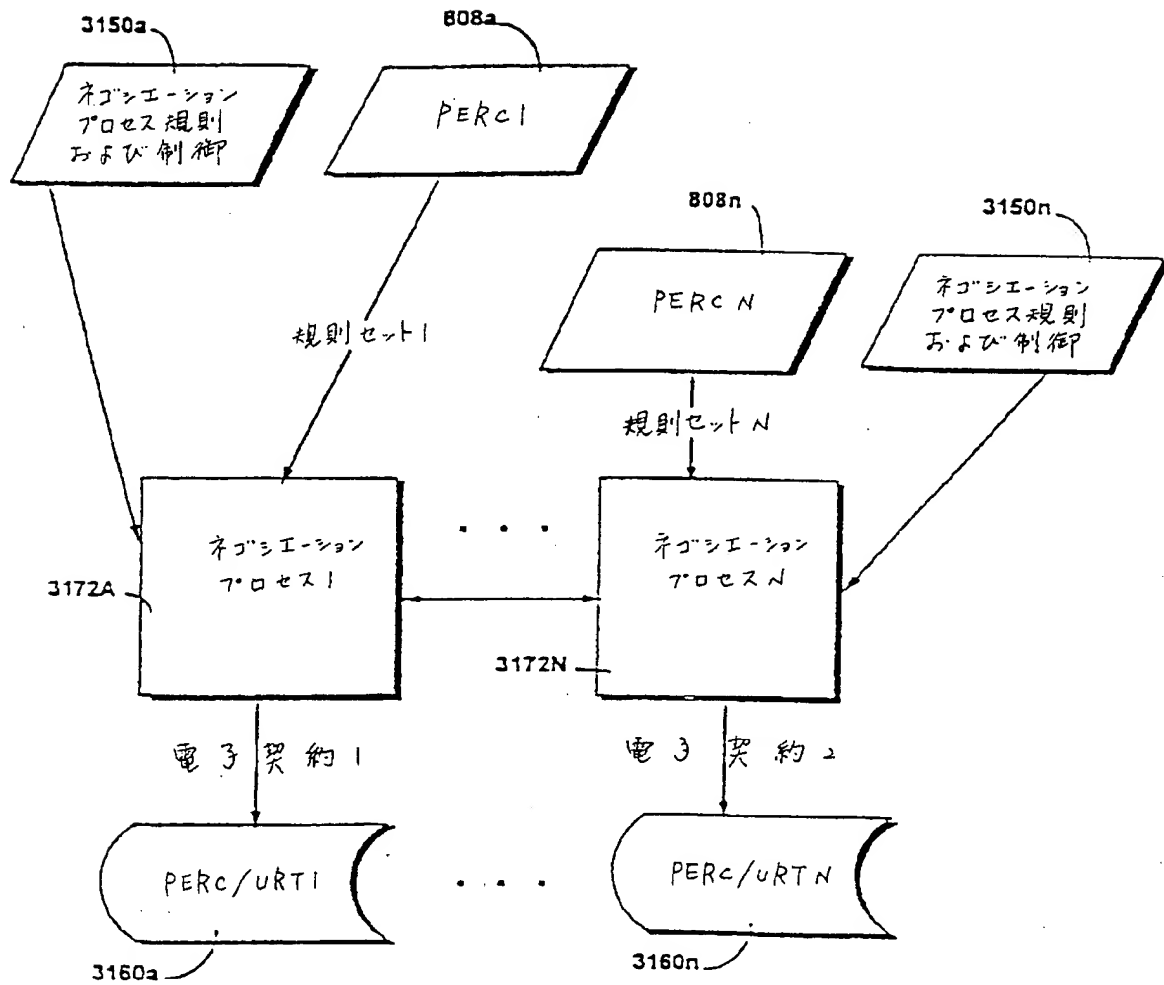 3150a
808a
ネゴシエーション
プロセス規則
および制御
PERC1
808n
3150n
PERC N
ネゴシエーション
プロセス規則
および制御
規則セット1
規則セットN
ネゴシエーション
プロセス1
. . .
ネゴシエーション
プロセスN
3172A
3172N
電子契約1
電子契約2
PERC/URT1
. . .
PERC/URTN
3160a
3160n